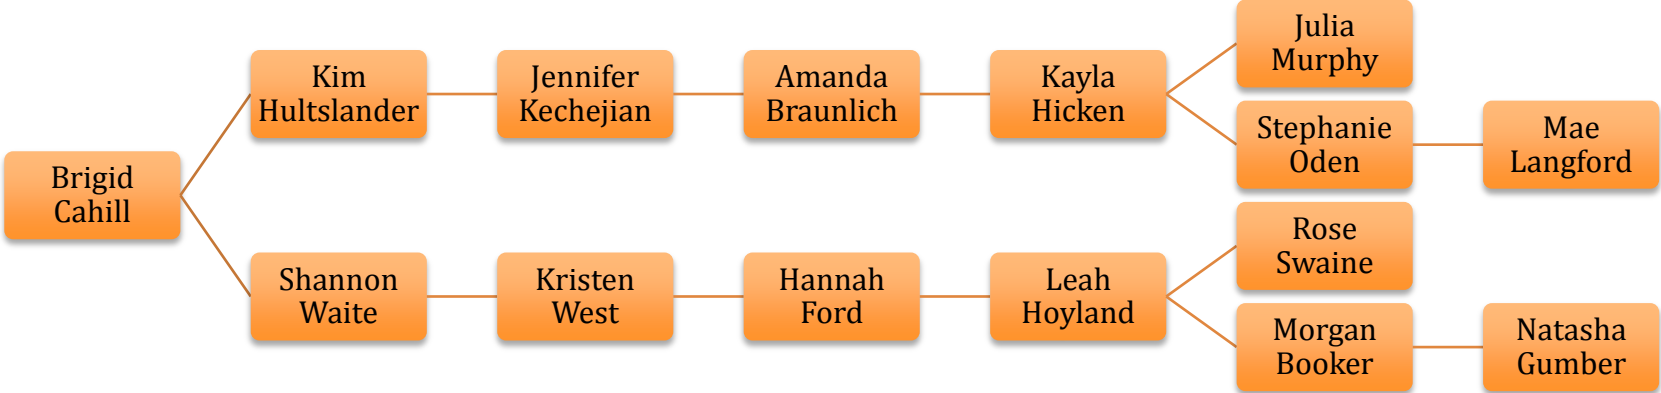 Brigid
Cahill
Kim
Hultslander
Jennifer
Kechejian
Amanda
Braunlich
Kayla
Hicken
Julia
Murphy
Stephanie
Oden
Mae
Langford
Shannon
Waite
Kristen
West
Hannah
Ford
Leah
Hoyland
Rose
Swaine
Morgan
Booker
Natasha
Gumber